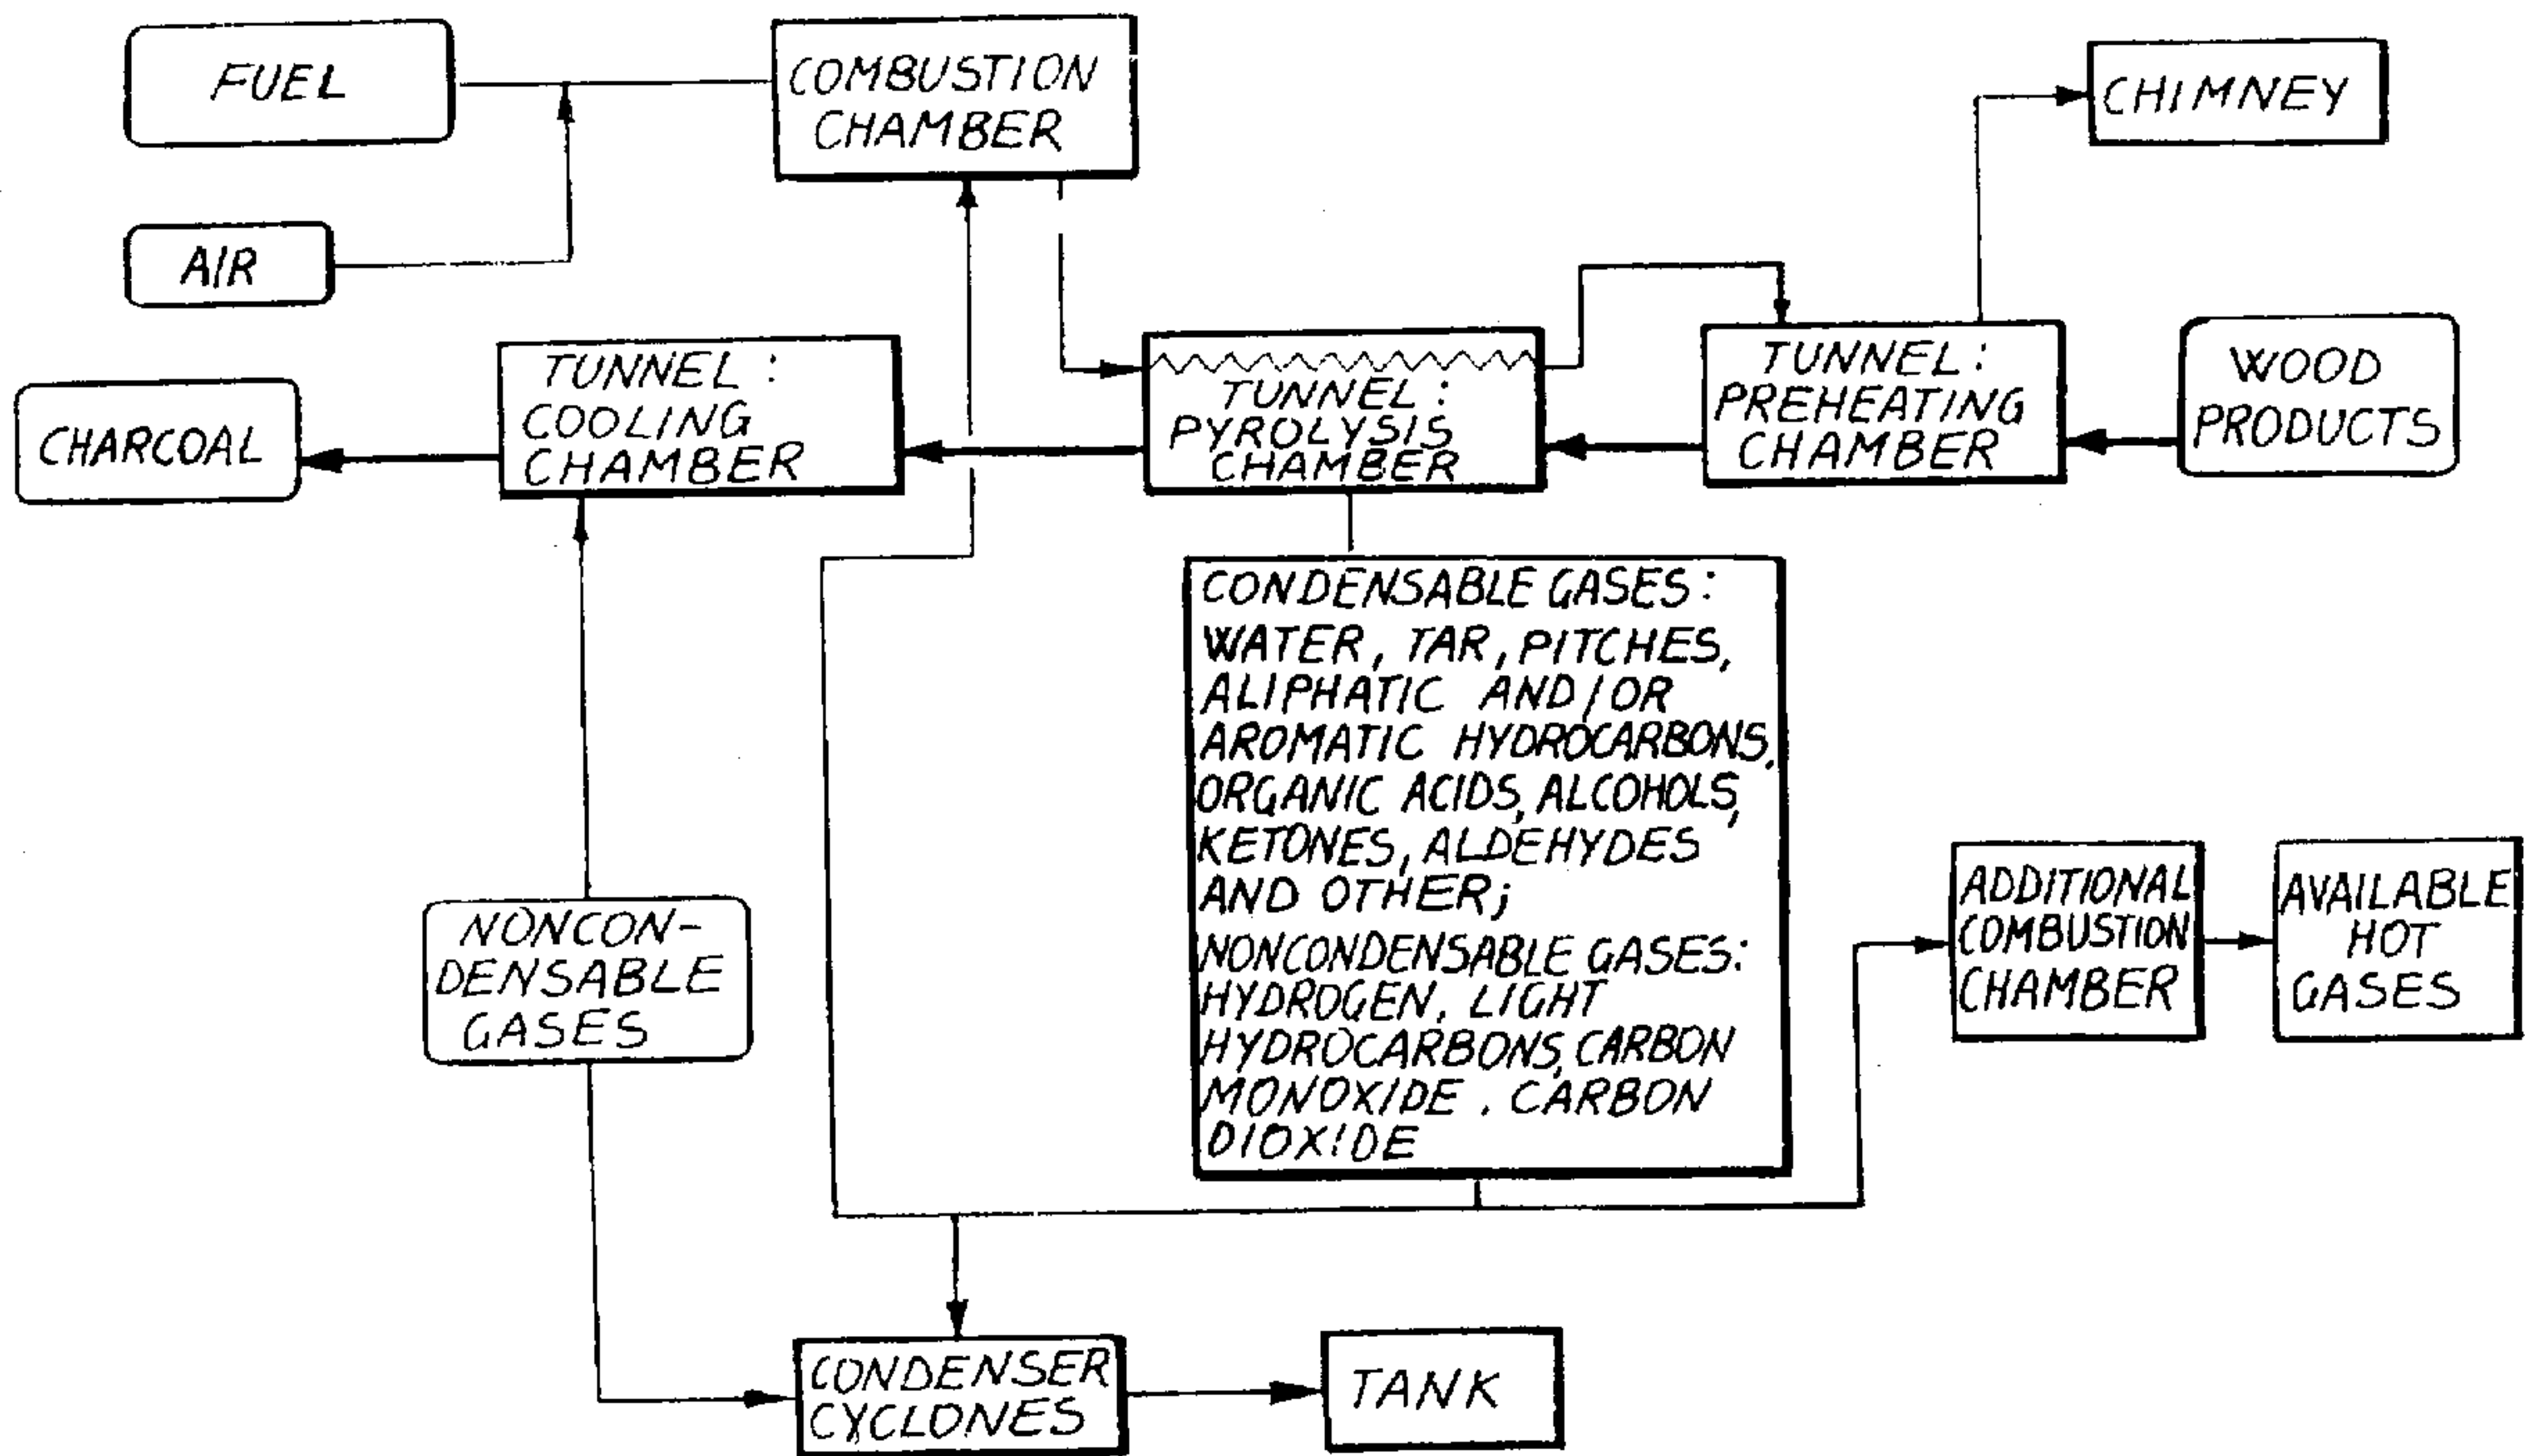 FUEL
COMBUSTION
CHAMBER
CHIMNEY
AIR
TUNNEL:
COOLING
CHAMBER
CHARCOAL
TUNNEL:
PYROLYSIS
CHAMBER
TUNNEL:
PREHEATING
CHAMBER
WOOD
PRODUCTS
CONDENSABLE GASES:
WATER, TAR, PITCHES,
ALIPHATIC AND/OR
AROMATIC HYDROCARBONS,
ORGANIC ACIDS, ALCOHOLS,
KETONES, ALDEHYDES
AND OTHER;
NONCONDENSABLE GASES:
HYDROGEN, LIGHT
HYDROCARBONS, CARBON
MONOXIDE, CARBON
DIOXIDE
NONCON-
DENSABLE
GASES
ADDITIONAL
COMBUSTION
CHAMBER
AVAILABLE
HOT
GASES
CONDENSER
CYCLONES
TANK